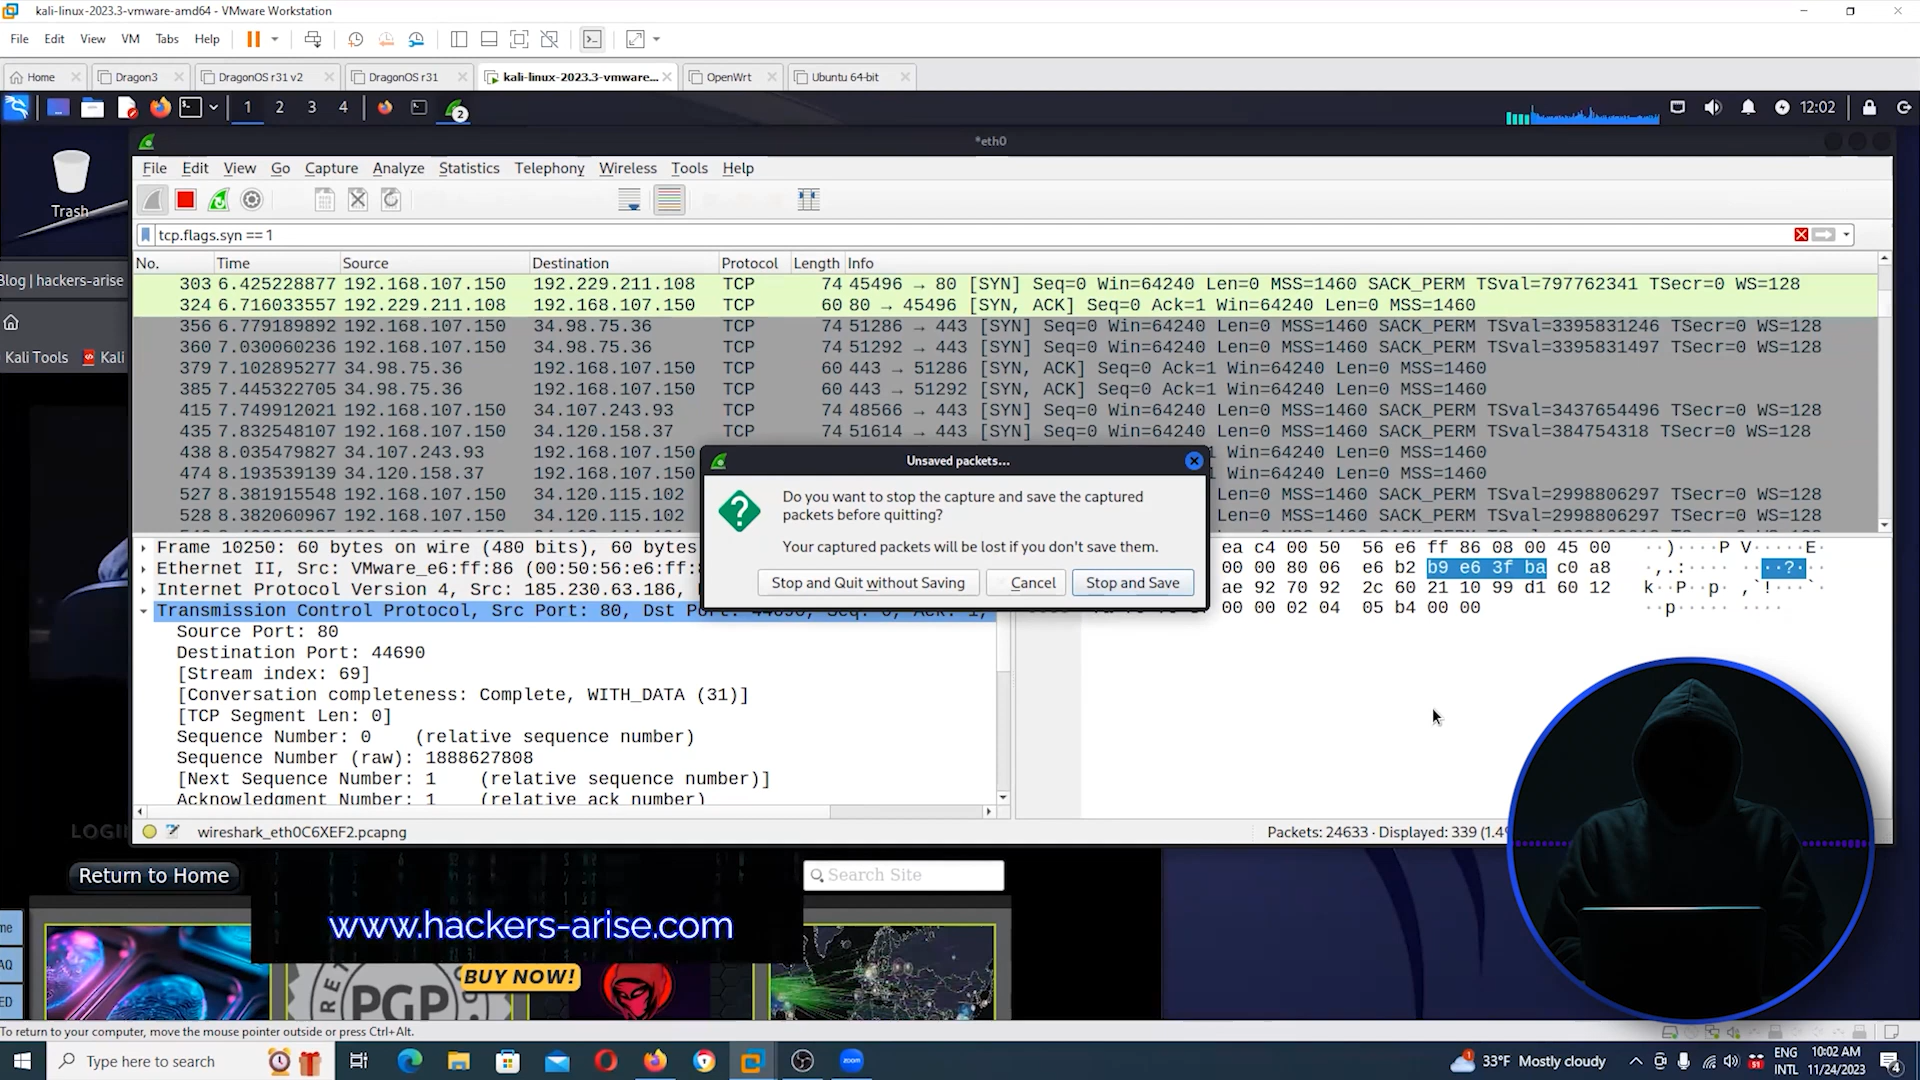 kali-linux-2023.3-vmware-amd64 - VMware Workstation
File Edit View VM Tabs Help
Home Dragon3 DragonOS r31 v2 DragonOS r31 kali-linux-2023.3-vmware... OpenWrt Ubuntu 64-bit
1 2 3 4 2 12:02
*eth0
Trash
File Edit View Go Capture Analyze Statistics Telephony Wireless Tools Help
tcp.flags.syn == 1
No. Time Source Destination Protocol Length Info
303 6.425228877 192.168.107.150 192.229.211.108 TCP 74 45496 → 80 [SYN] Seq=0 Win=64240 Len=0 MSS=1460 SACK_PERM TSval=797762341 TSecr=0 WS=128
324 6.716033557 192.229.211.108 192.168.107.150 TCP 60 80 → 45496 [SYN, ACK] Seq=0 Ack=1 Win=64240 Len=0 MSS=1460
356 6.779189892 192.168.107.150 34.98.75.36 TCP 74 51286 → 443 [SYN] Seq=0 Win=64240 Len=0 MSS=1460 SACK_PERM TSval=3395831246 TSecr=0 WS=128
360 7.030060236 192.168.107.150 34.98.75.36 TCP 74 51292 → 443 [SYN] Seq=0 Win=64240 Len=0 MSS=1460 SACK_PERM TSval=3395831497 TSecr=0 WS=128
379 7.102895277 34.98.75.36 192.168.107.150 TCP 60 443 → 51286 [SYN, ACK] Seq=0 Ack=1 Win=64240 Len=0 MSS=1460
385 7.445322705 34.98.75.36 192.168.107.150 TCP 60 443 → 51292 [SYN, ACK] Seq=0 Ack=1 Win=64240 Len=0 MSS=1460
415 7.749912021 192.168.107.150 34.107.243.93 TCP 74 48566 → 443 [SYN] Seq=0 Win=64240 Len=0 MSS=1460 SACK_PERM TSval=3437654496 TSecr=0 WS=128
435 7.832548107 192.168.107.150 34.120.158.37 TCP 74 51614 → 443 [SYN] Seq=0 Win=64240 Len=0 MSS=1460 SACK_PERM TSval=384754318 TSecr=0 WS=128
438 8.035479827 34.107.243.93 192.168.107.150 Win=64240 Len=0 MSS=1460
474 8.193539139 34.120.158.37 192.168.107.150 Win=64240 Len=0 MSS=1460
527 8.381915548 192.168.107.150 34.120.115.102 Len=0 MSS=1460 SACK_PERM TSval=2998806297 TSecr=0 WS=128
528 8.382060967 192.168.107.150 34.120.115.102 Len=0 MSS=1460 SACK_PERM TSval=2998806297 TSecr=0 WS=128
Blog | hackers-arise
Kali Tools Kali
Unsaved packets...
Do you want to stop the capture and save the captured
packets before quitting?
Your captured packets will be lost if you don't save them.
Stop and Quit without Saving Cancel Stop and Save
Frame 10250: 60 bytes on wire (480 bits), 60 bytes
Ethernet II, Src: VMware_e6:ff:86 (00:50:56:e6:ff:8
Internet Protocol Version 4, Src: 185.230.63.186,
Transmission Control Protocol, Src Port: 80, Dst Port: 44690, Seq: 0, Ack: 1,
Source Port: 80
Destination Port: 44690
[Stream index: 69]
[Conversation completeness: Complete, WITH_DATA (31)]
[TCP Segment Len: 0]
Sequence Number: 0 (relative sequence number)
Sequence Number (raw): 1888627808
[Next Sequence Number: 1 (relative sequence number)]
Acknowledgment Number: 1 (relative ack number)
ea c4 00 50 56 e6 ff 86 08 00 45 00 ··)····P V·····E·
00 00 80 06 e6 b2 b9 e6 3f ba c0 a8 ·,.:···· ····?···
ae 92 70 92 2c 60 21 10 99 d1 60 12 k·P··p· ,`!···`·
00 00 02 04 05 b4 00 00 ··p····· ······
wireshark_eth0C6XEF2.pcapng
Packets: 24633 · Displayed: 339 (1.4%
LOGI
Return to Home
Search Site
www.hackers-arise.com
BUY NOW!
me
AQ
ED
PGP
To return to your computer, move the mouse pointer outside or press Ctrl+Alt.
Type here to search
zoom
33°F Mostly cloudy
51
ENG
INTL
10:02 AM
11/24/2023
4